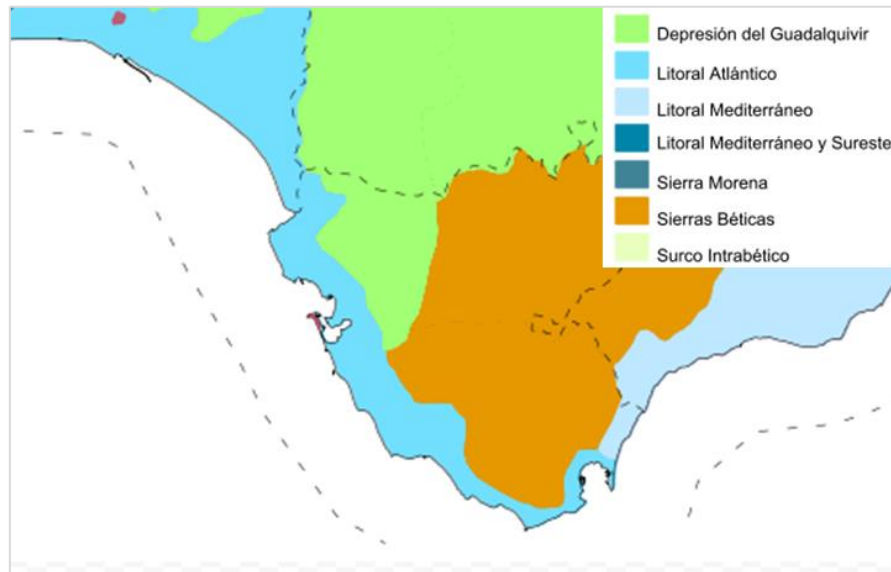 Depresión del Guadalquivir
Litoral Atlántico
Litoral Mediterráneo
Litoral Mediterráneo y Sureste
Sierra Morena
Sierras Béticas
Surco Intrabético